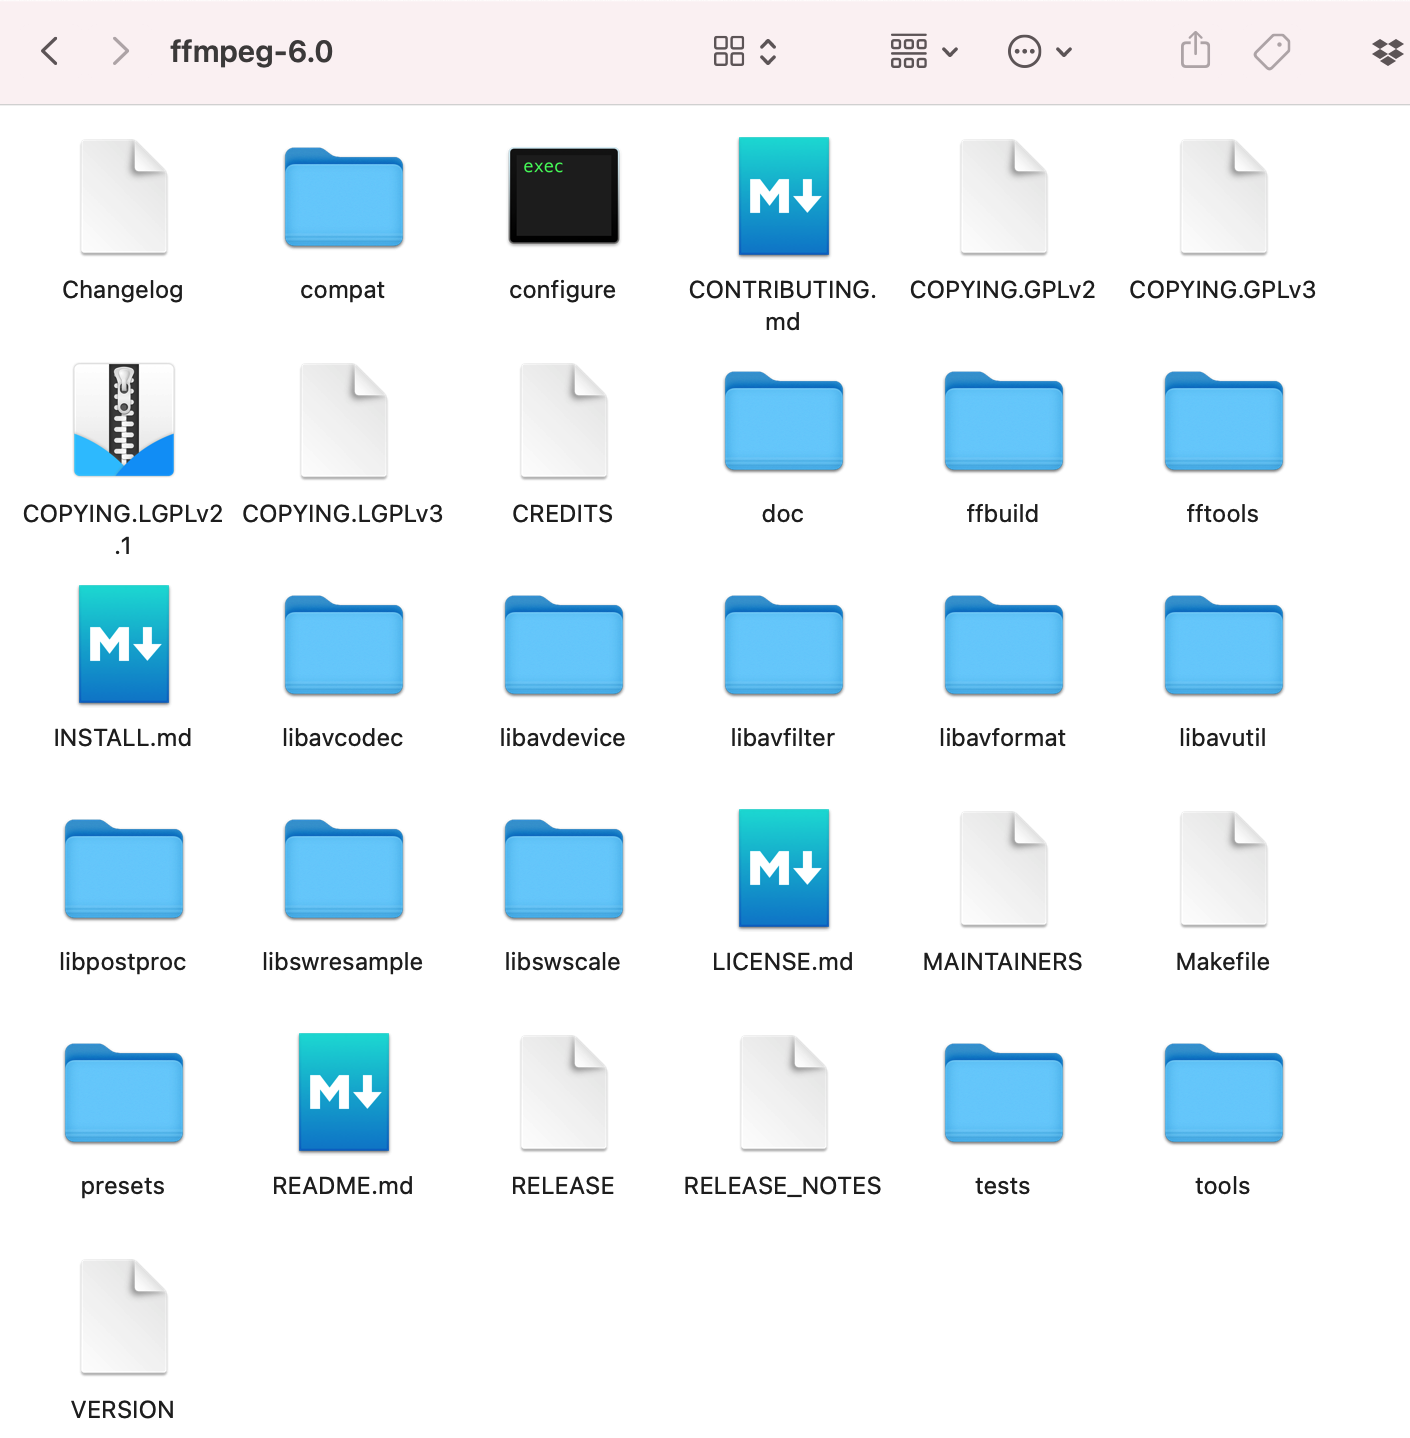 ffmpeg-6.0
exec
M
Changelog
compat
configure
CONTRIBUTING.
md
COPYING.GPLv2
COPYING.GPLv3
COPYING.LGPLv2
.1
COPYING.LGPLv3
CREDITS
doc
ffbuild
fftools
M
INSTALL.md
libavcodec
libavdevice
libavfilter
libavformat
libavutil
M
libpostproc
libswresample
libswscale
LICENSE.md
MAINTAINERS
Makefile
M
presets
README.md
RELEASE
RELEASE_NOTES
tests
tools
VERSION